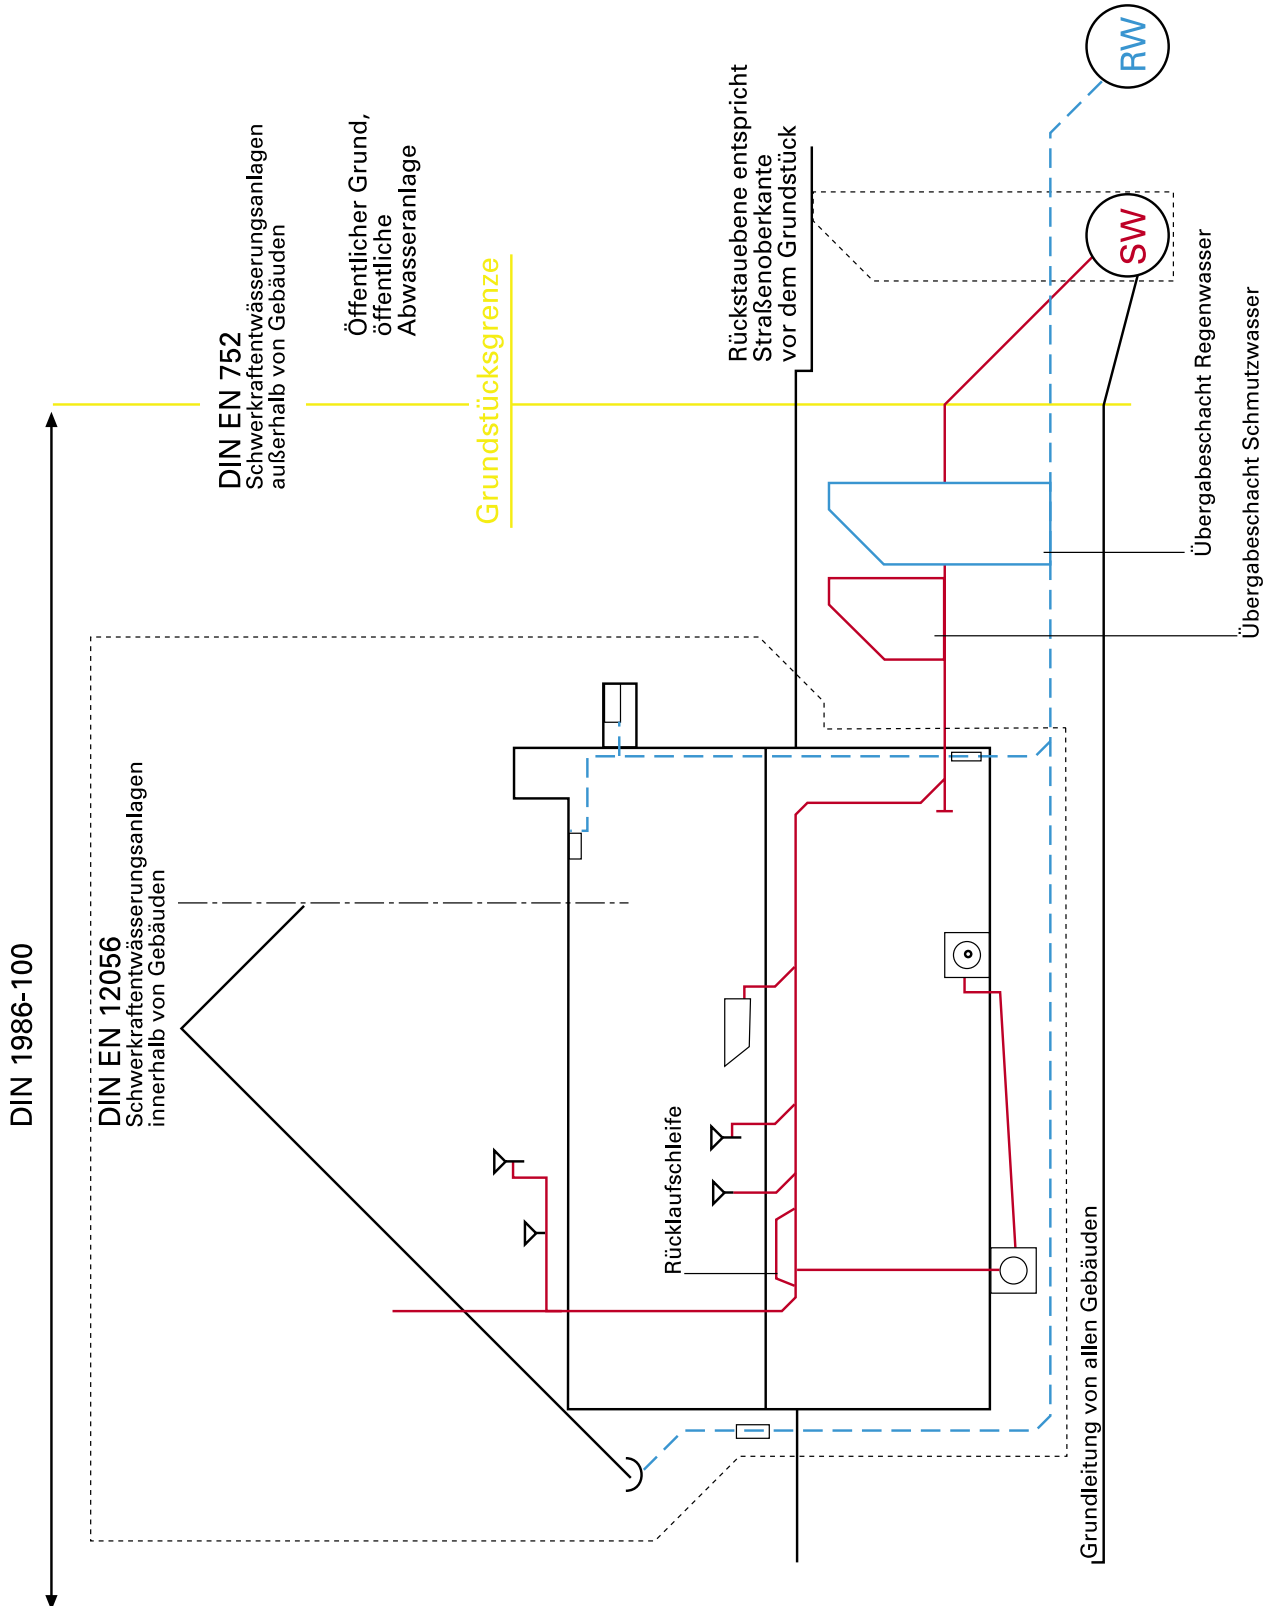 DIN 1986-100
DIN EN 12056
Schwerkraftentwässerungsanlagen
innerhalb von Gebäuden
DIN EN 752
Schwerkraftentwässerungsanlagen
außerhalb von Gebäuden
Öffentlicher Grund,
öffentliche
Abwasseranlage
Grundstücksgrenze
Rücklaufschleife
Rückstauebene entspricht
Straßenoberkante
vor dem Grundstück
Grundleitung von allen Gebäuden
SW
RW
Übergabeschacht Regenwasser
Übergabeschacht Schmutzwasser